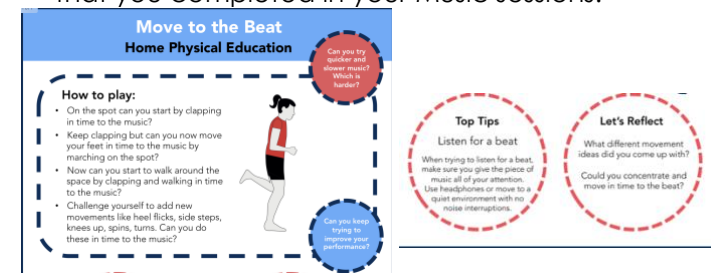 that you completed in your Music sessions.
Move to the Beat
Home Physical Education
Can you try
quicker and
slower music?
Which is
harder?
How to play:
• On the spot can you start by clapping
in time to the music?
• Keep clapping but can you now move
your feet in time to the music by
marching on the spot?
• Now can you start to walk around the
space by clapping and walking in time
to the music?
• Challenge yourself to add new
movements like heel flicks, side steps,
knees up, spins, turns. Can you do
these in time to the music?
Can you keep
trying to
improve your
performance?
Top Tips
Listen for a beat
When trying to listen for a beat,
make sure you give the piece of
music all of your attention.
Use headphones or move to a
quiet environment with no
noise interruptions.
Let's Reflect
What different movement
ideas did you come up with?
Could you concentrate and
move in time to the beat?